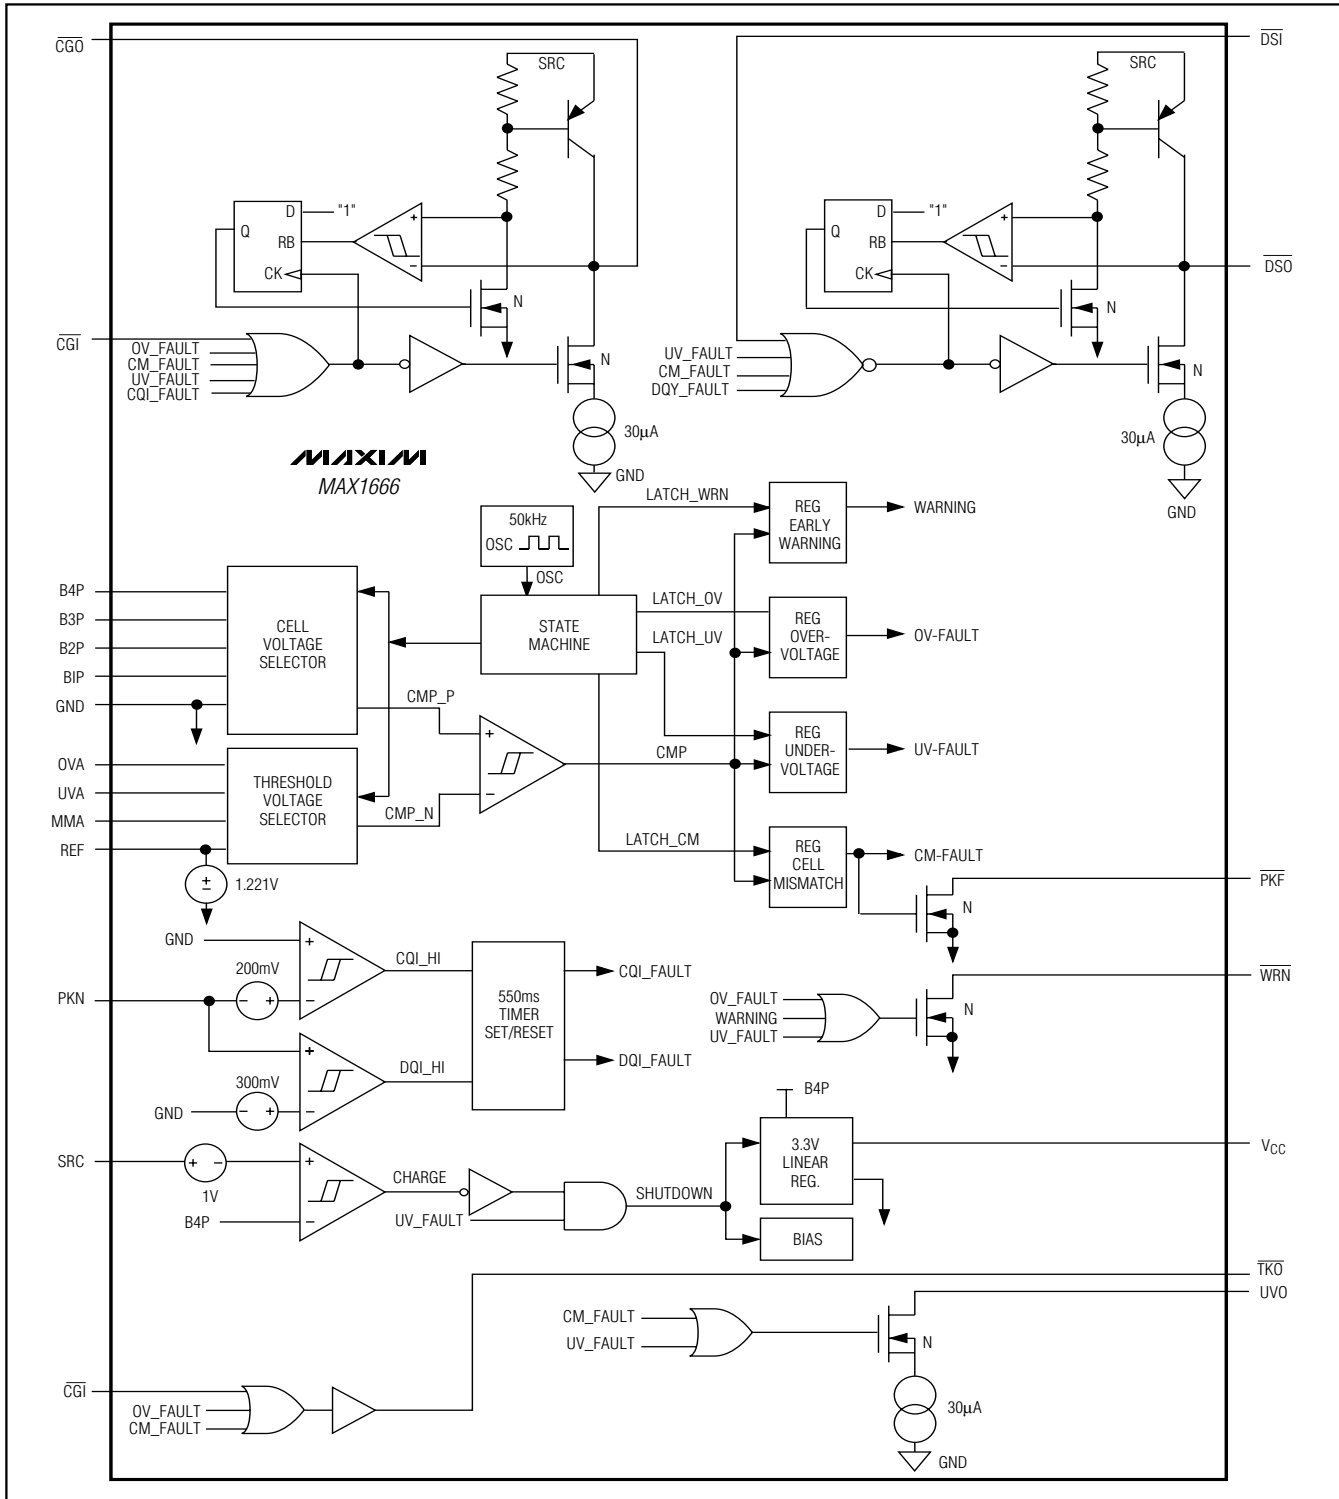 CGO
DSI
SRC
SRC
D
"1"
Q
RB
CK
+
−
N
D
"1"
Q
RB
CK
+
−
N
DSO
CGI
OV_FAULT
CM_FAULT
UV_FAULT
CQI_FAULT
N
30µA
GND
UV_FAULT
CM_FAULT
DQY_FAULT
N
30µA
GND
MAXIM
MAX1666
50kHz
OSC
OSC
LATCH_WRN
REG
EARLY
WARNING
WARNING
B4P
B3P
B2P
BIP
GND
CELL
VOLTAGE
SELECTOR
STATE
MACHINE
LATCH_OV
LATCH_UV
REG
OVER-
VOLTAGE
OV-FAULT
CMP_P
+
−
CMP
REG
UNDER-
VOLTAGE
UV-FAULT
OVA
UVA
MMA
REF
THRESHOLD
VOLTAGE
SELECTOR
CMP_N
LATCH_CM
REG
CELL
MISMATCH
CM-FAULT
PKF
N
±
1.221V
GND
+
−
200mV
− +
PKN
CQI_HI
550ms
TIMER
SET/RESET
CQI_FAULT
DQI_FAULT
WRN
OV_FAULT
WARNING
UV_FAULT
N
+
−
300mV
GND
− +
DQI_HI
SRC
+ −
1V
B4P
+
−
CHARGE
UV_FAULT
SHUTDOWN
B4P
3.3V
LINEAR
REG.
VCC
BIAS
TKO
UVO
CM_FAULT
UV_FAULT
N
30µA
GND
CGI
OV_FAULT
CM_FAULT